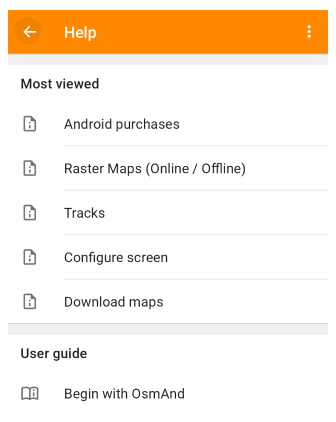 Help
Most viewed
Android purchases
Raster Maps (Online / Offline)
Tracks
Configure screen
Download maps
User guide
Begin with OsmAnd